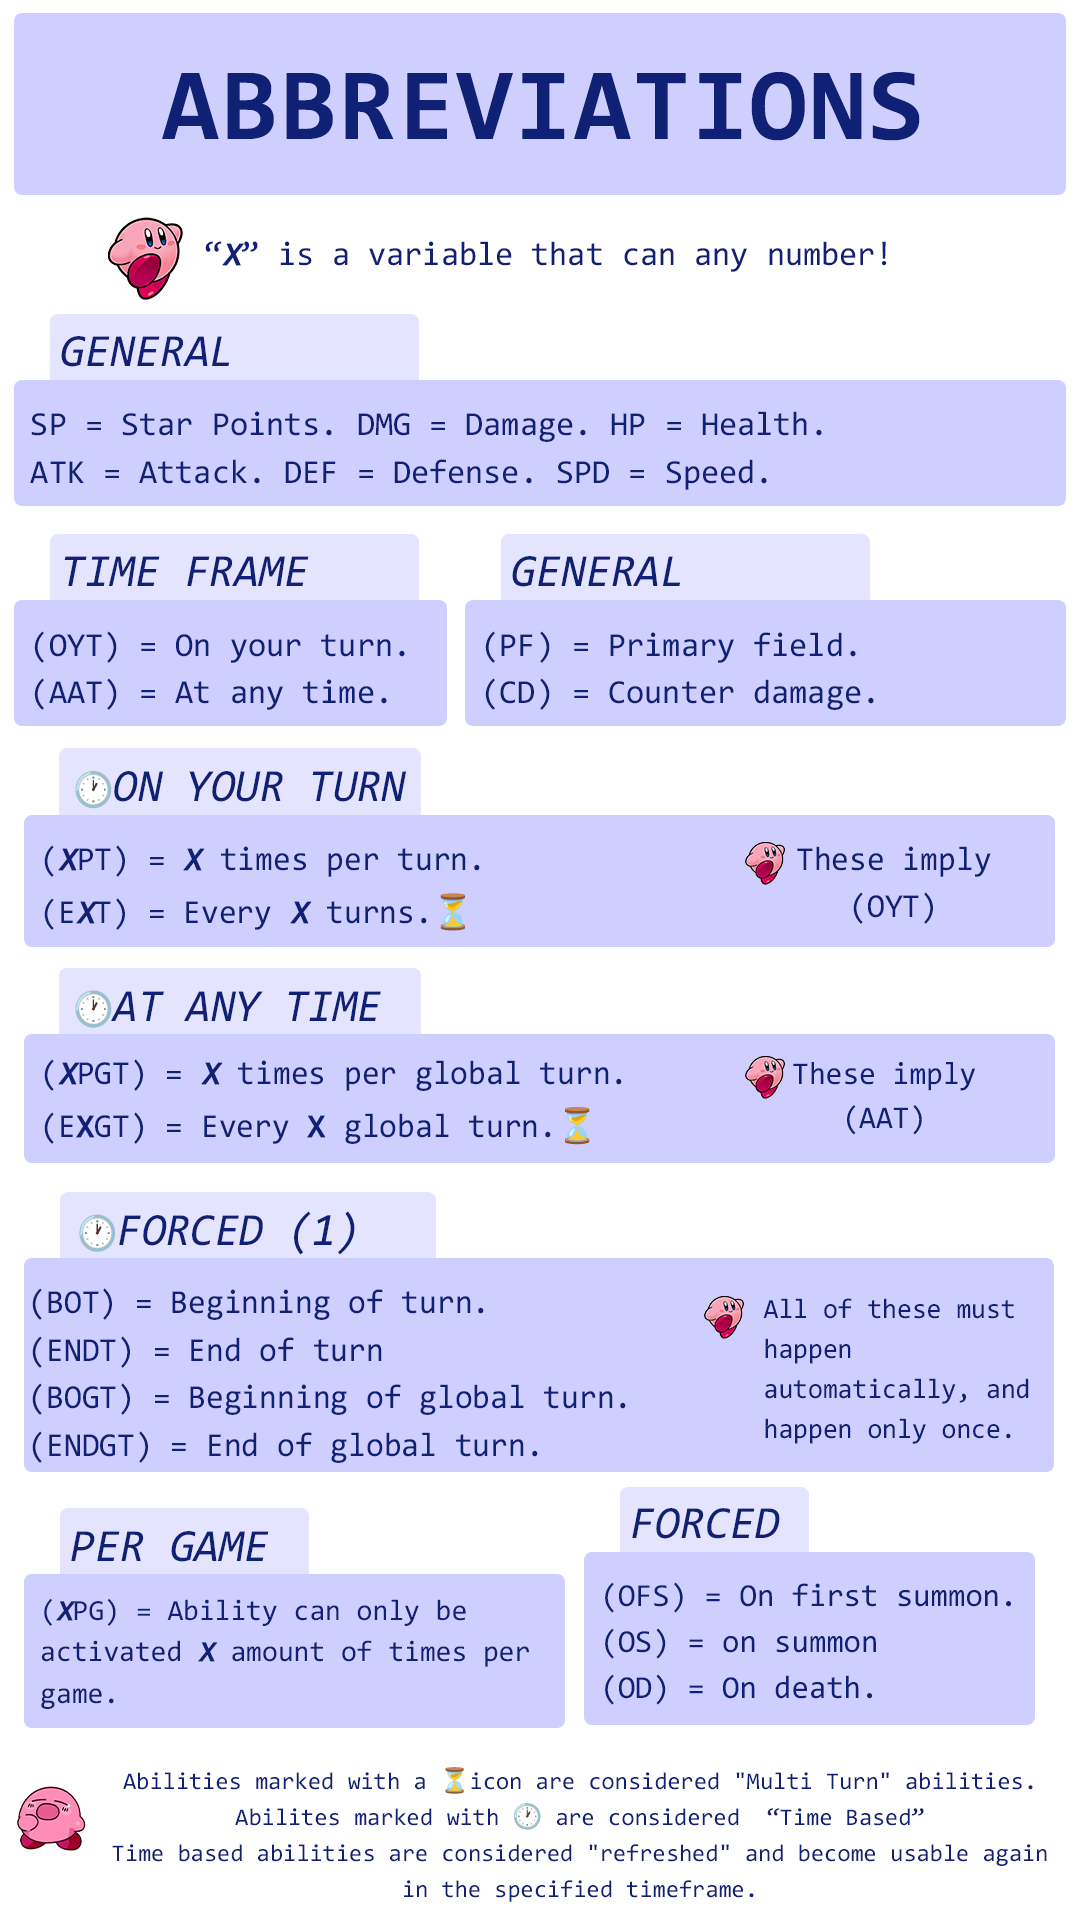 ABBREVIATIONS
“X” is a variable that can any number!
GENERAL
SP = Star Points. DMG = Damage. HP = Health.
ATK = Attack. DEF = Defense. SPD = Speed.
TIME FRAME
(OYT) = On your turn.
(AAT) = At any time.
GENERAL
(PF) = Primary field.
(CD) = Counter damage.
🕐ON YOUR TURN
(XPT) = X times per turn.
(EXT) = Every X turns.⏳
These imply
(OYT)
🕐AT ANY TIME
(XPGT) = X times per global turn.
(EXGT) = Every X global turn.⏳
These imply
(AAT)
🕐FORCED (1)
(BOT) = Beginning of turn.
(ENDT) = End of turn
(BOGT) = Beginning of global turn.
(ENDGT) = End of global turn.
All of these must
happen
automatically, and
happen only once.
PER GAME
(XPG) = Ability can only be
activated X amount of times per
game.
FORCED
(OFS) = On first summon.
(OS) = on summon
(OD) = On death.
Abilities marked with a ⏳icon are considered "Multi Turn" abilities.
Abilites marked with 🕐 are considered “Time Based”
Time based abilities are considered "refreshed" and become usable again
in the specified timeframe.